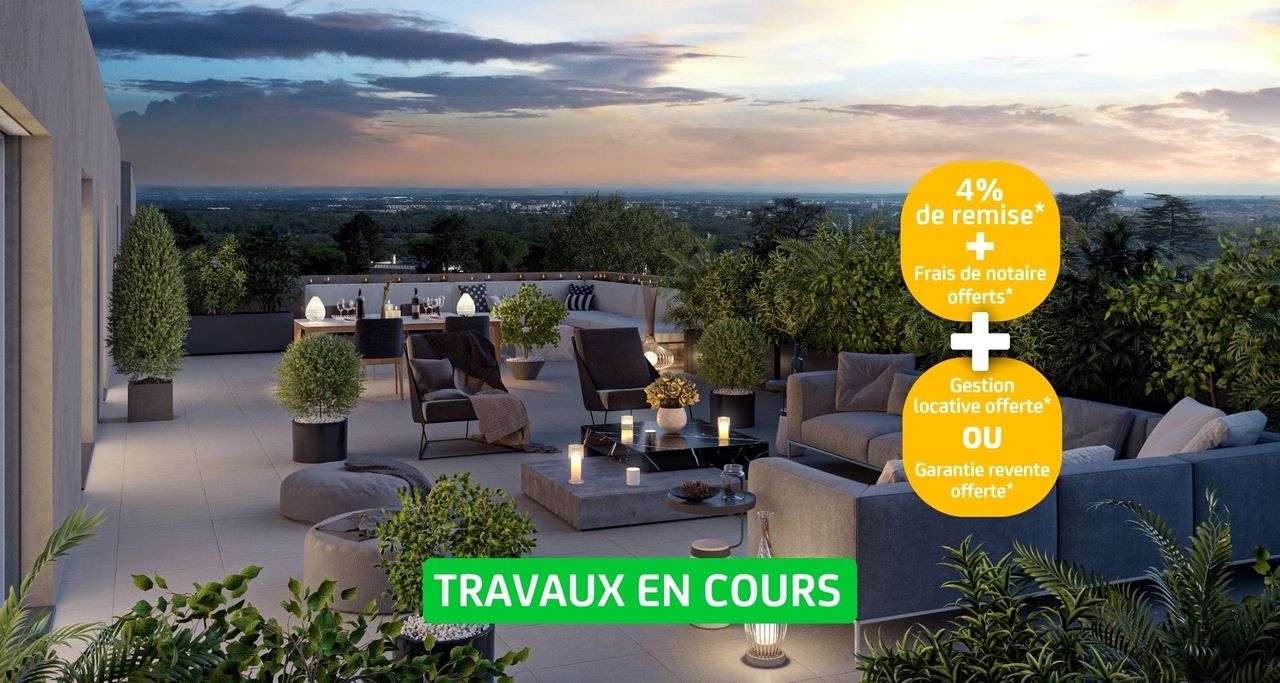 4%
de remise*
+
Frais de notaire
offerts*
+
Gestion
locative offerte*
OU
Garantie revente
offerte*
TRAVAUX EN COURS